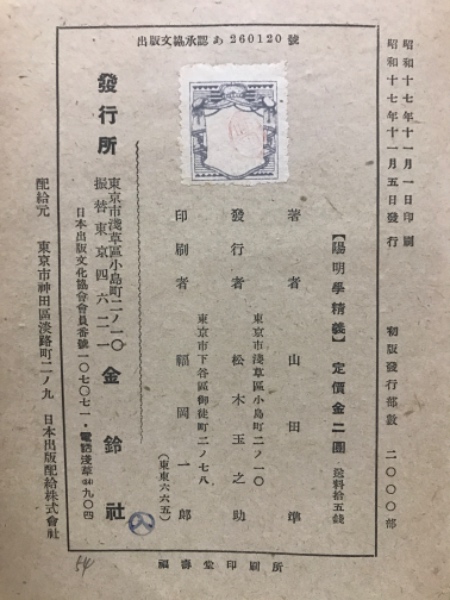 出版文協承認あ260120號
昭和十七年十一月一日印刷
昭和十七年十一月五日發行
初版發行部數 二〇〇〇部
【陽明學精義】 定價金二圓 送料拾五錢
著者 山田準
東京市淺草區小島町二ノ一〇
發行者 松木玉之助
東京市下谷區御徒町二ノ七八
印刷者 福岡一郎
(東東六六五)
發行所 東京市淺草區小島町二ノ一〇 金鈴社
振替東京四六二一一
日本出版文化協會會員番號一〇七〇七一・電話淺草㊹九〇四
配給元 東京市神田區淡路町二ノ九 日本出版配給株式會社
福壽堂印刷所